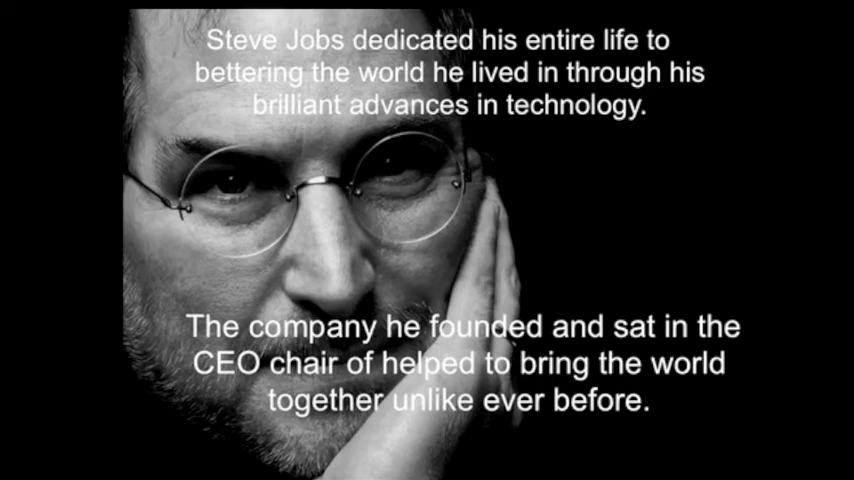 Steve Jobs dedicated his entire life to
bettering the world he lived in through his
brilliant advances in technology.
The company he founded and sat in the
CEO chair of helped to bring the world
together unlike ever before.